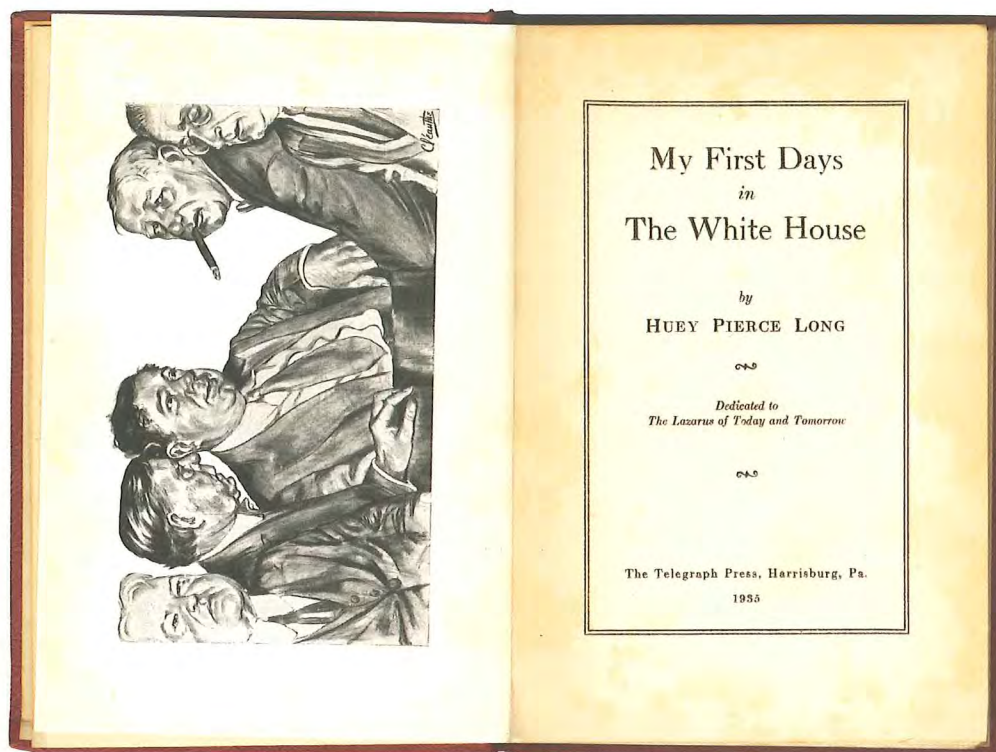 Cléanthe
My First Days
in
The White House
by
HUEY PIERCE LONG
Dedicated to
The Lazarus of Today and Tomorrow
The Telegraph Press, Harrisburg, Pa.
1935